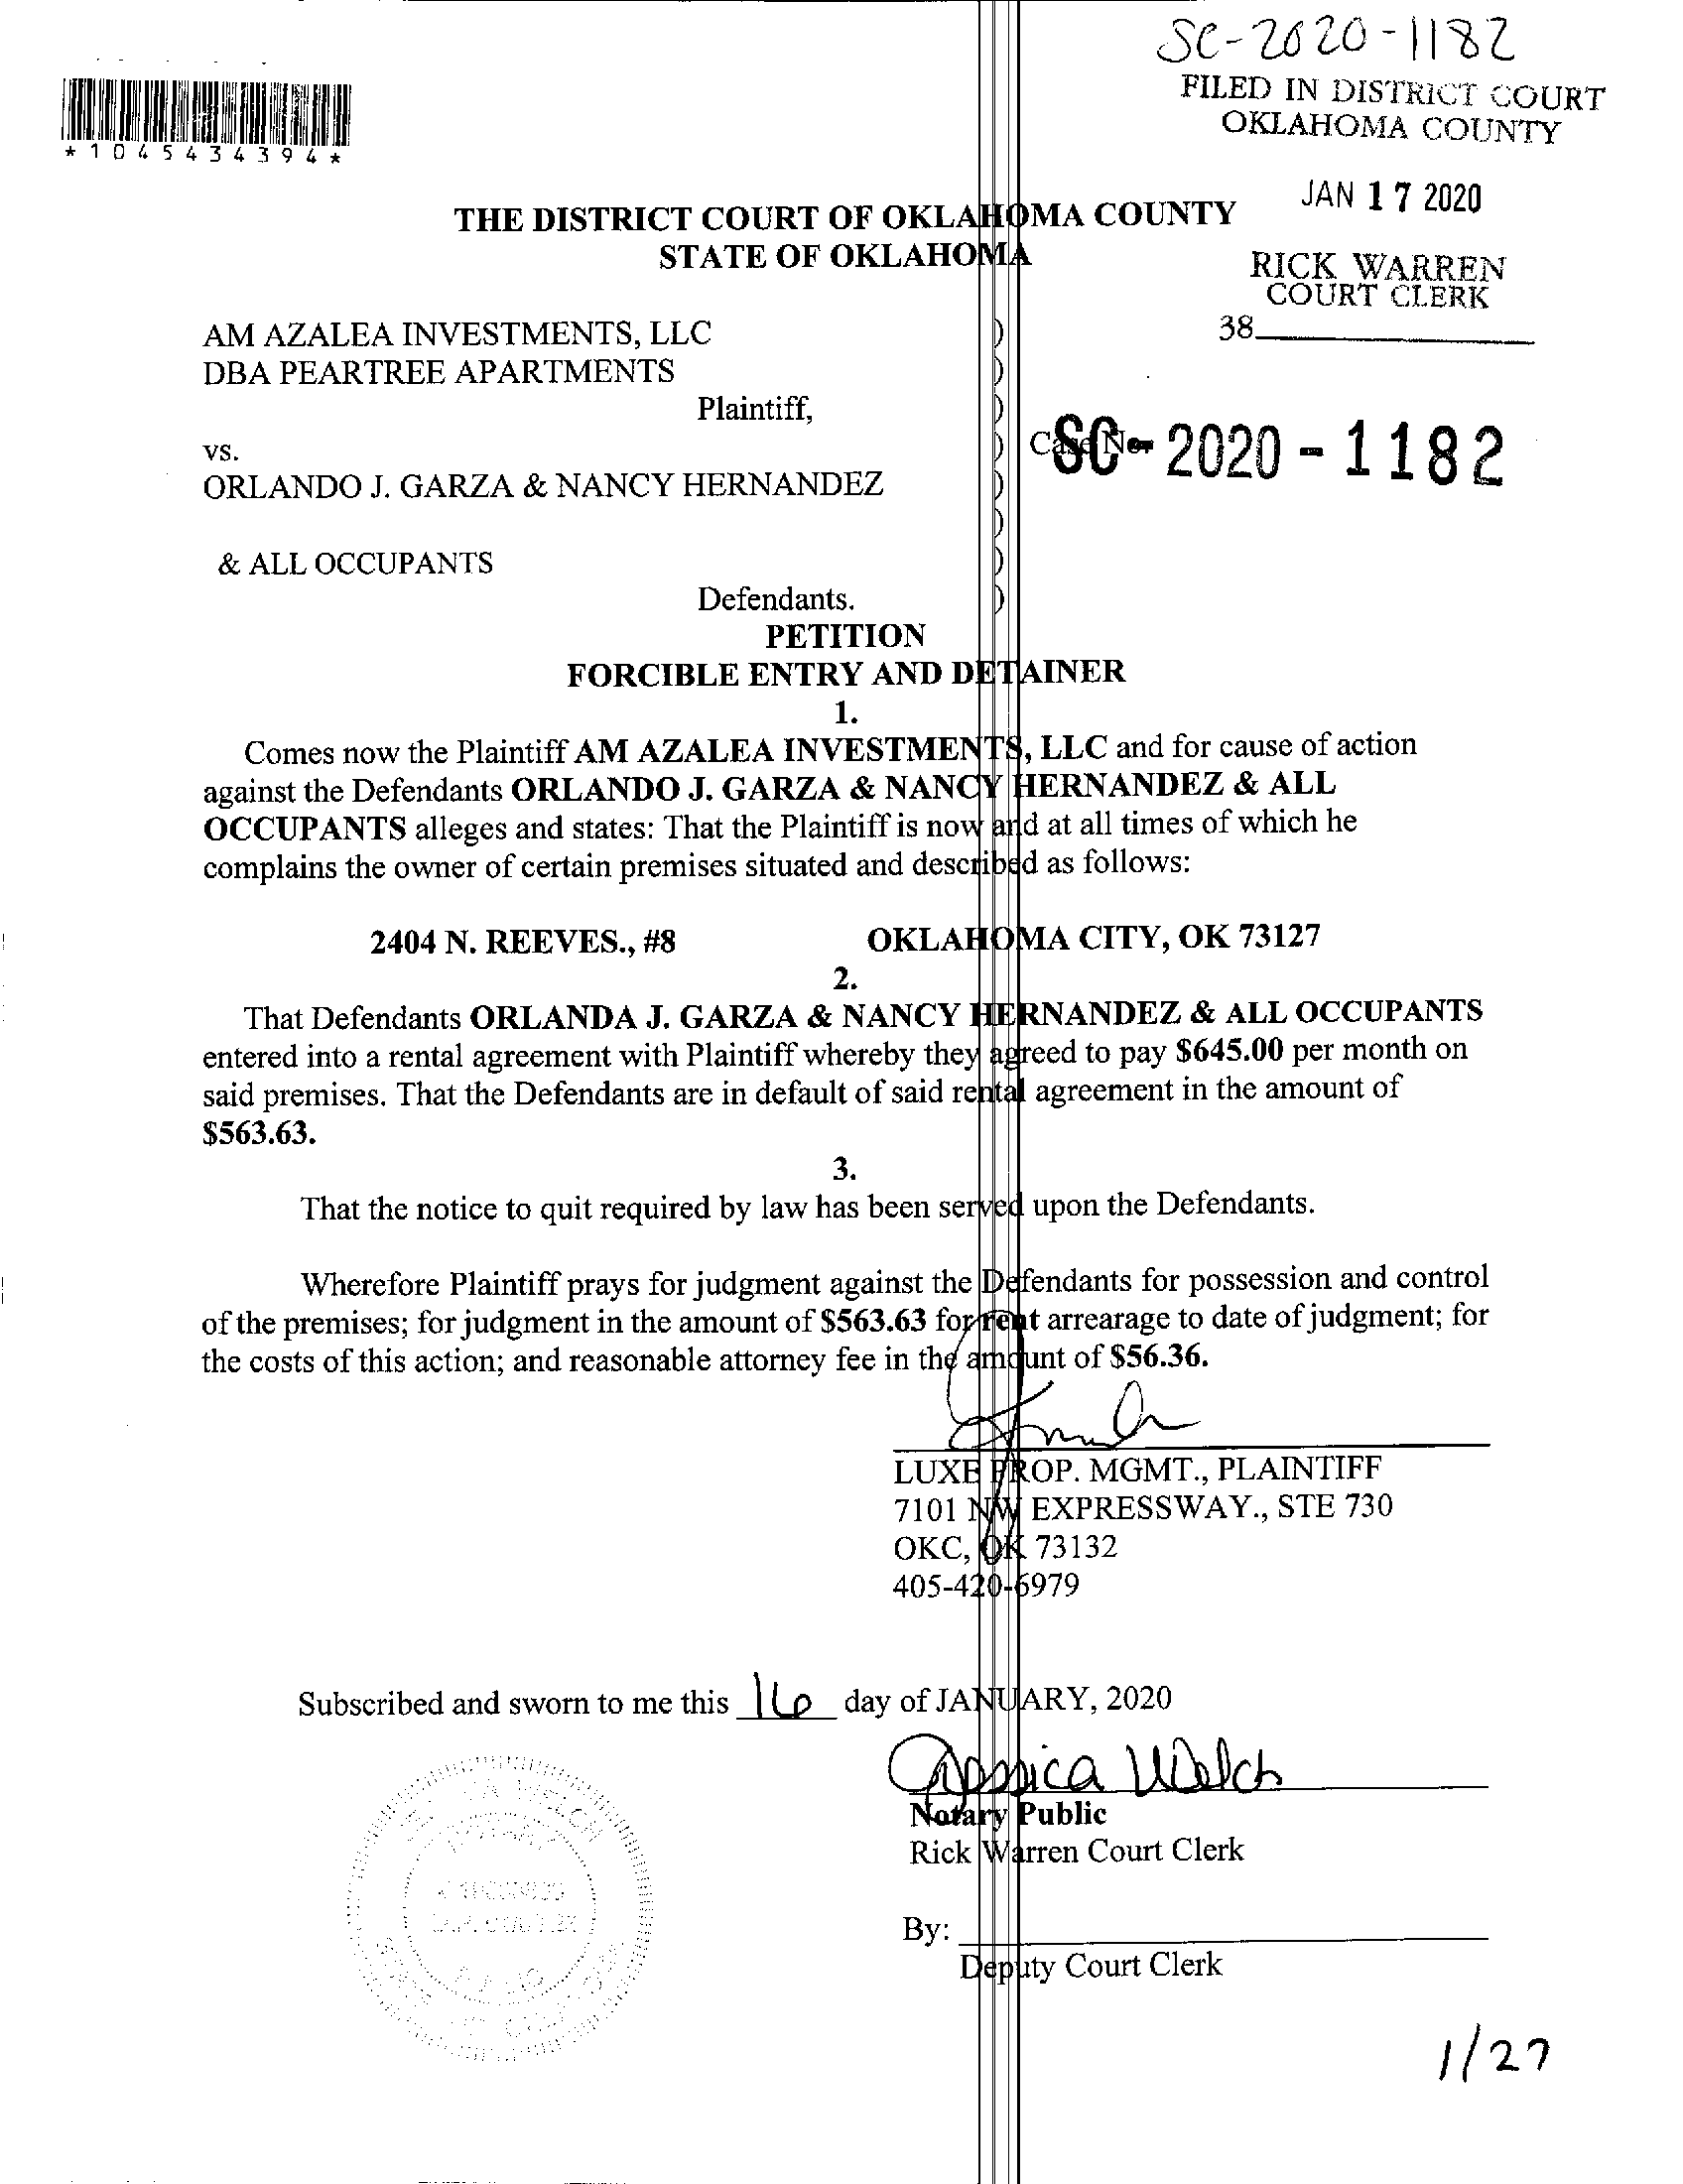 SC-2020-1182
FILED IN DISTRICT COURT
OKLAHOMA COUNTY
*1045434394*
JAN 17 2020
THE DISTRICT COURT OF OKLAHOMA COUNTY
STATE OF OKLAHOMA
RICK WARREN
COURT CLERK
38
AM AZALEA INVESTMENTS, LLC )
DBA PEARTREE APARTMENTS )
Plaintiff, )
vs. ) Case No. SC-2020-1182
ORLANDO J. GARZA & NANCY HERNANDEZ )
)
& ALL OCCUPANTS )
Defendants. )
PETITION
FORCIBLE ENTRY AND DETAINER
1.
Comes now the Plaintiff AM AZALEA INVESTMENTS, LLC and for cause of action
against the Defendants ORLANDO J. GARZA & NANCY HERNANDEZ & ALL
OCCUPANTS alleges and states: That the Plaintiff is now and at all times of which he
complains the owner of certain premises situated and described as follows:
2404 N. REEVES., #8 OKLAHOMA CITY, OK 73127
2.
That Defendants ORLANDA J. GARZA & NANCY HERNANDEZ & ALL OCCUPANTS
entered into a rental agreement with Plaintiff whereby they agreed to pay $645.00 per month on
said premises. That the Defendants are in default of said rental agreement in the amount of
$563.63.
3.
That the notice to quit required by law has been served upon the Defendants.
Wherefore Plaintiff prays for judgment against the Defendants for possession and control
of the premises; for judgment in the amount of $563.63 for rent arrearage to date of judgment; for
the costs of this action; and reasonable attorney fee in the amount of $56.36.
LUXE PROP. MGMT., PLAINTIFF
7101 NW EXPRESSWAY., STE 730
OKC, OK 73132
405-420-6979
Subscribed and sworn to me this 16 day of JANUARY, 2020
Jessica Welch
Notary Public
Rick Warren Court Clerk
By:
Deputy Court Clerk
1/27